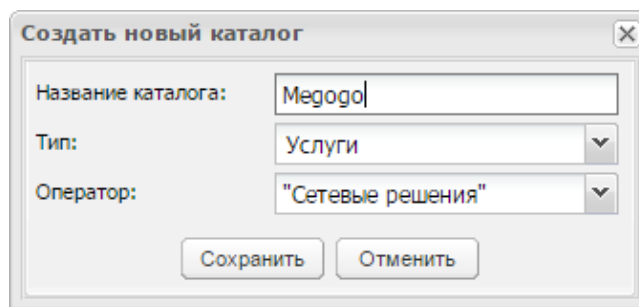 Создать новый каталог
Название каталога: Megogo
Тип: Услуги
Оператор: "Сетевые решения"
Сохранить Отменить